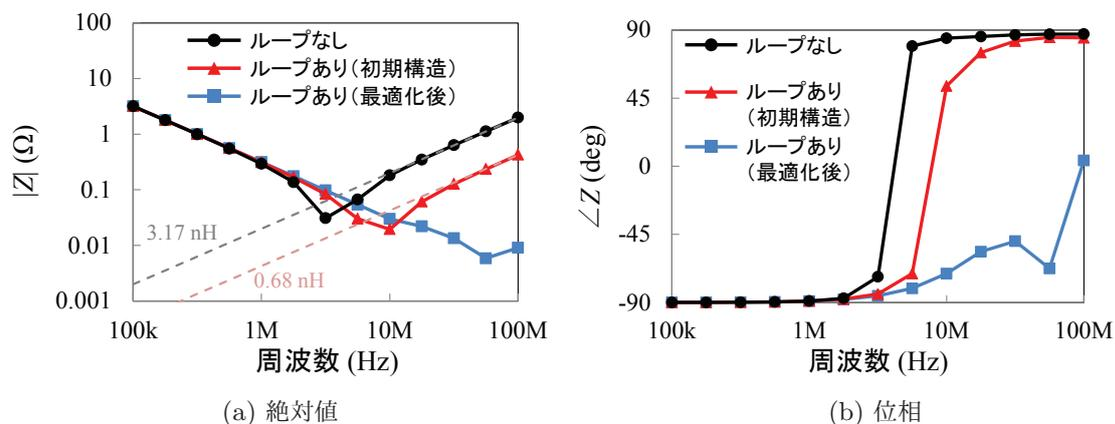 100
10
1
0.1
0.01
0.001
|Z| (Ω)
ループなし
ループあり(初期構造)
ループあり(最適化後)
3.17 nH
0.68 nH
100k
1M
10M
100M
周波数 (Hz)
(a) 絶対値
90
45
0
-45
-90
∠Z (deg)
ループなし
ループあり
(初期構造)
ループあり
(最適化後)
100k
1M
10M
100M
周波数 (Hz)
(b) 位相